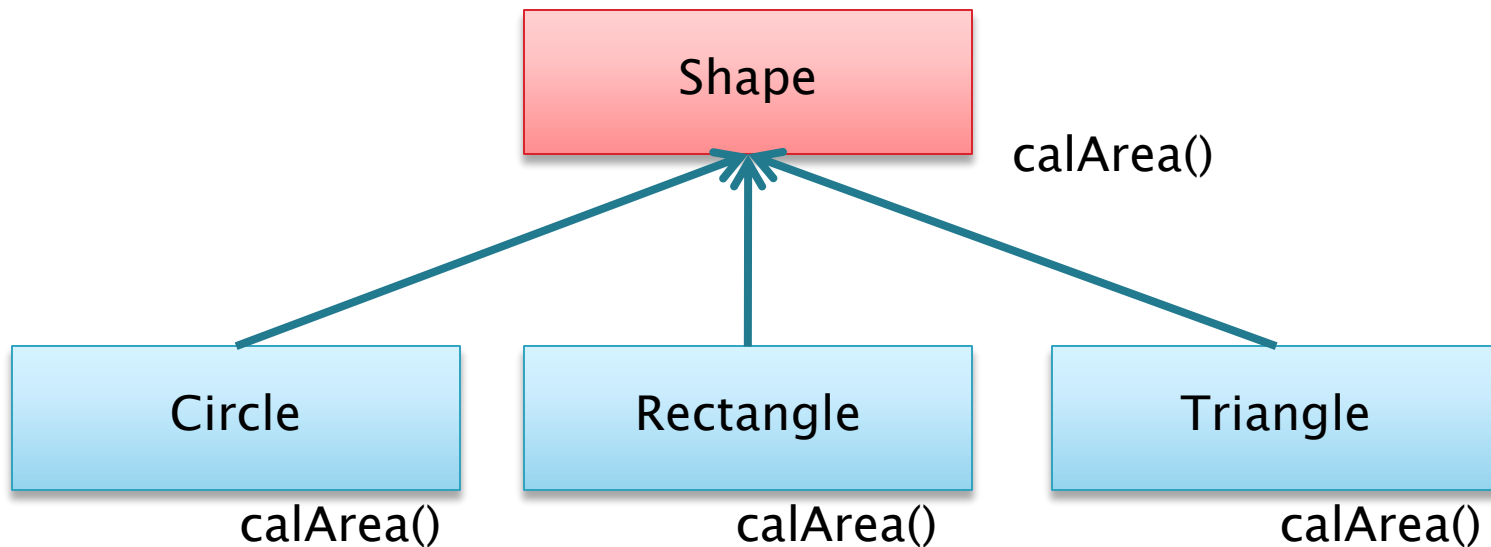 Shape
calArea()
Circle
Rectangle
Triangle
calArea()
calArea()
calArea()